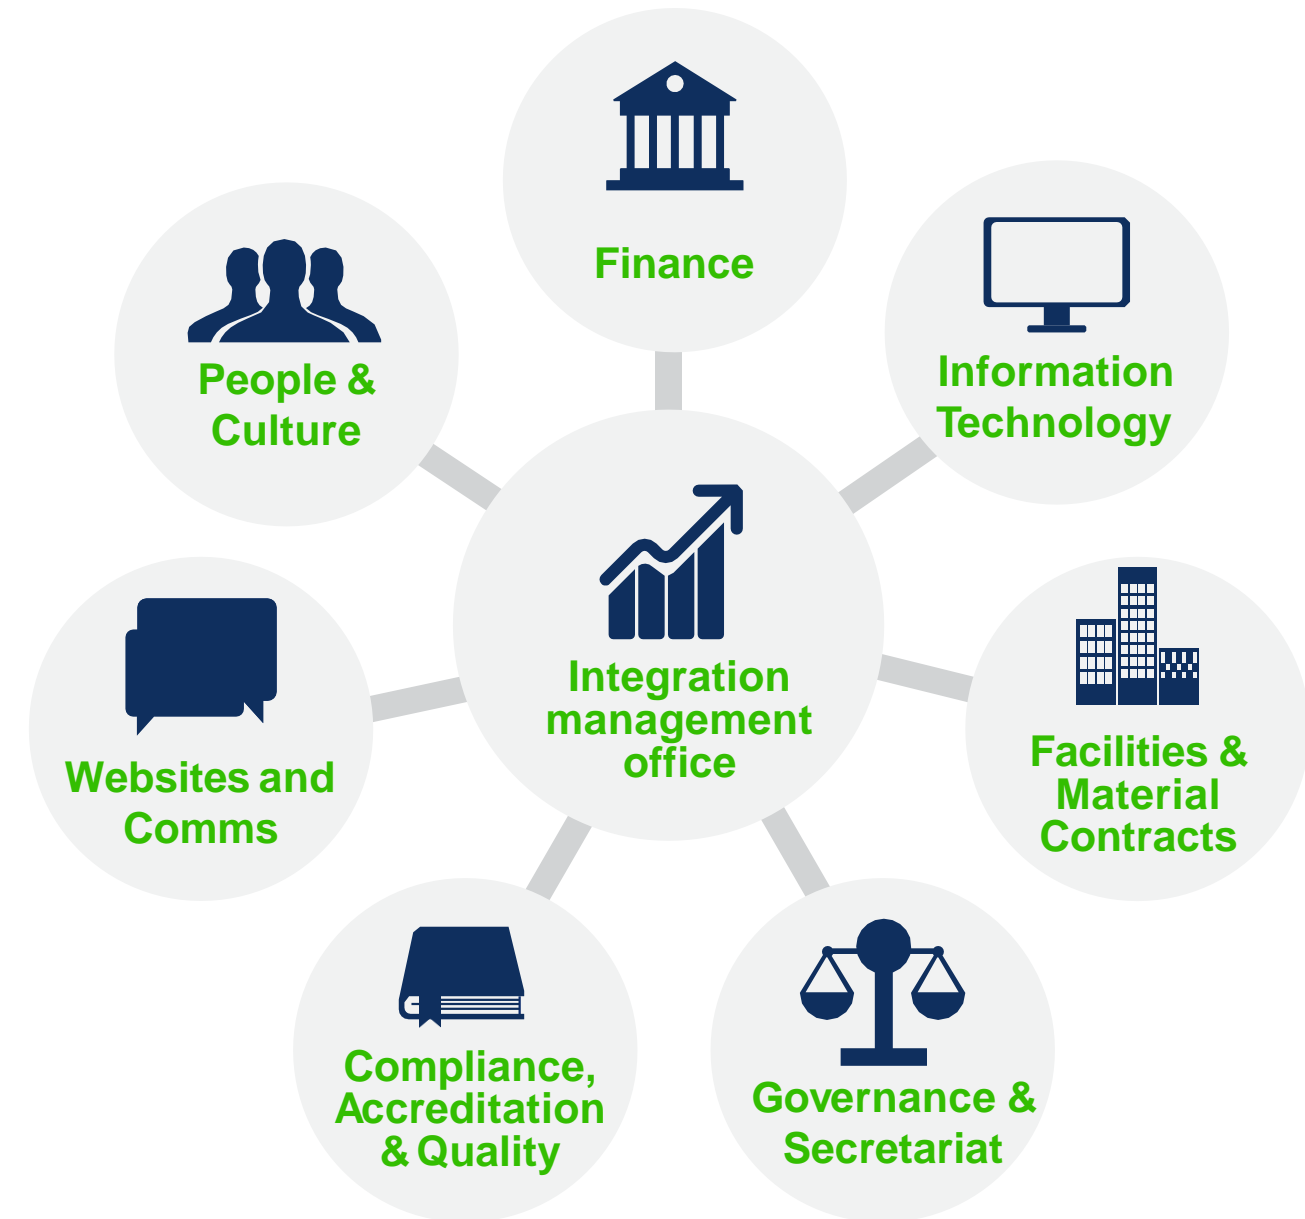 Finance
Information
Technology
People &
Culture
Integration
management
office
Facilities &
Material
Contracts
Websites and
Comms
Compliance,
Accreditation
& Quality
Governance &
Secretariat